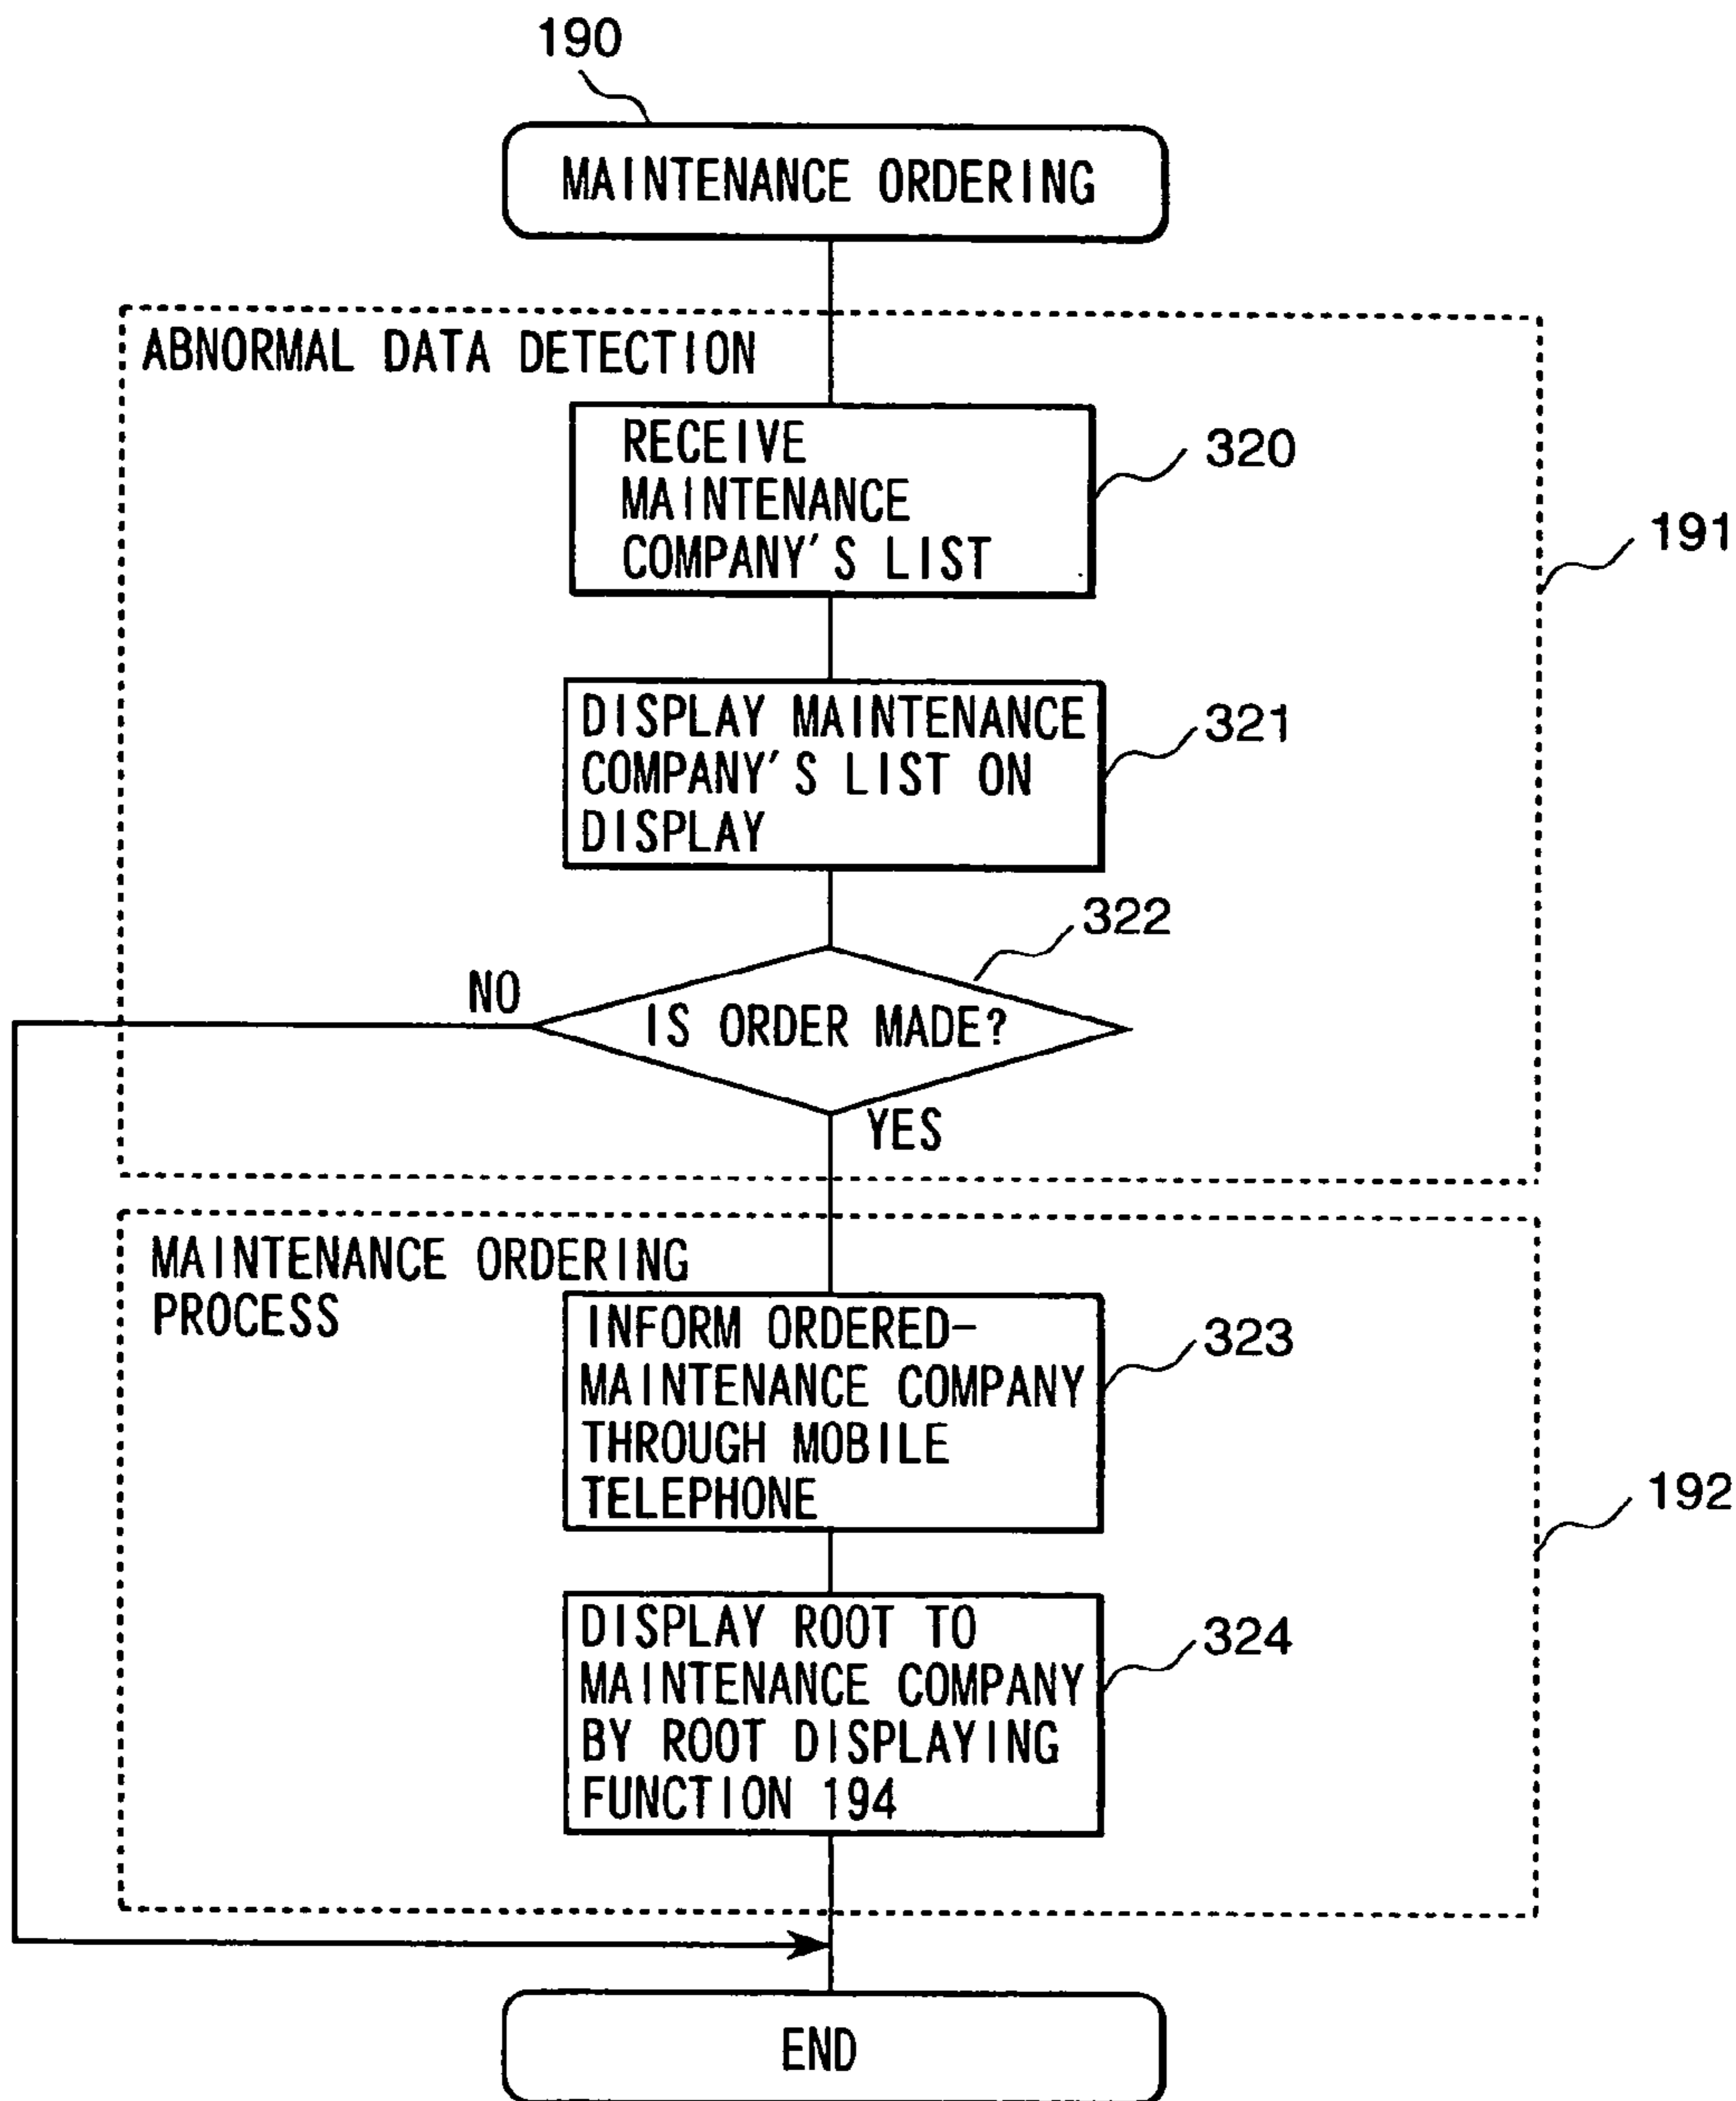 190
MAINTENANCE ORDERING
ABNORMAL DATA DETECTION
RECEIVE
MAINTENANCE
COMPANY'S LIST
320
191
DISPLAY MAINTENANCE
COMPANY'S LIST ON
DISPLAY
321
322
NO
IS ORDER MADE?
YES
MAINTENANCE ORDERING
PROCESS
INFORM ORDERED-
MAINTENANCE COMPANY
THROUGH MOBILE
TELEPHONE
323
192
DISPLAY ROOT TO
MAINTENANCE COMPANY
BY ROOT DISPLAYING
FUNCTION 194
324
END